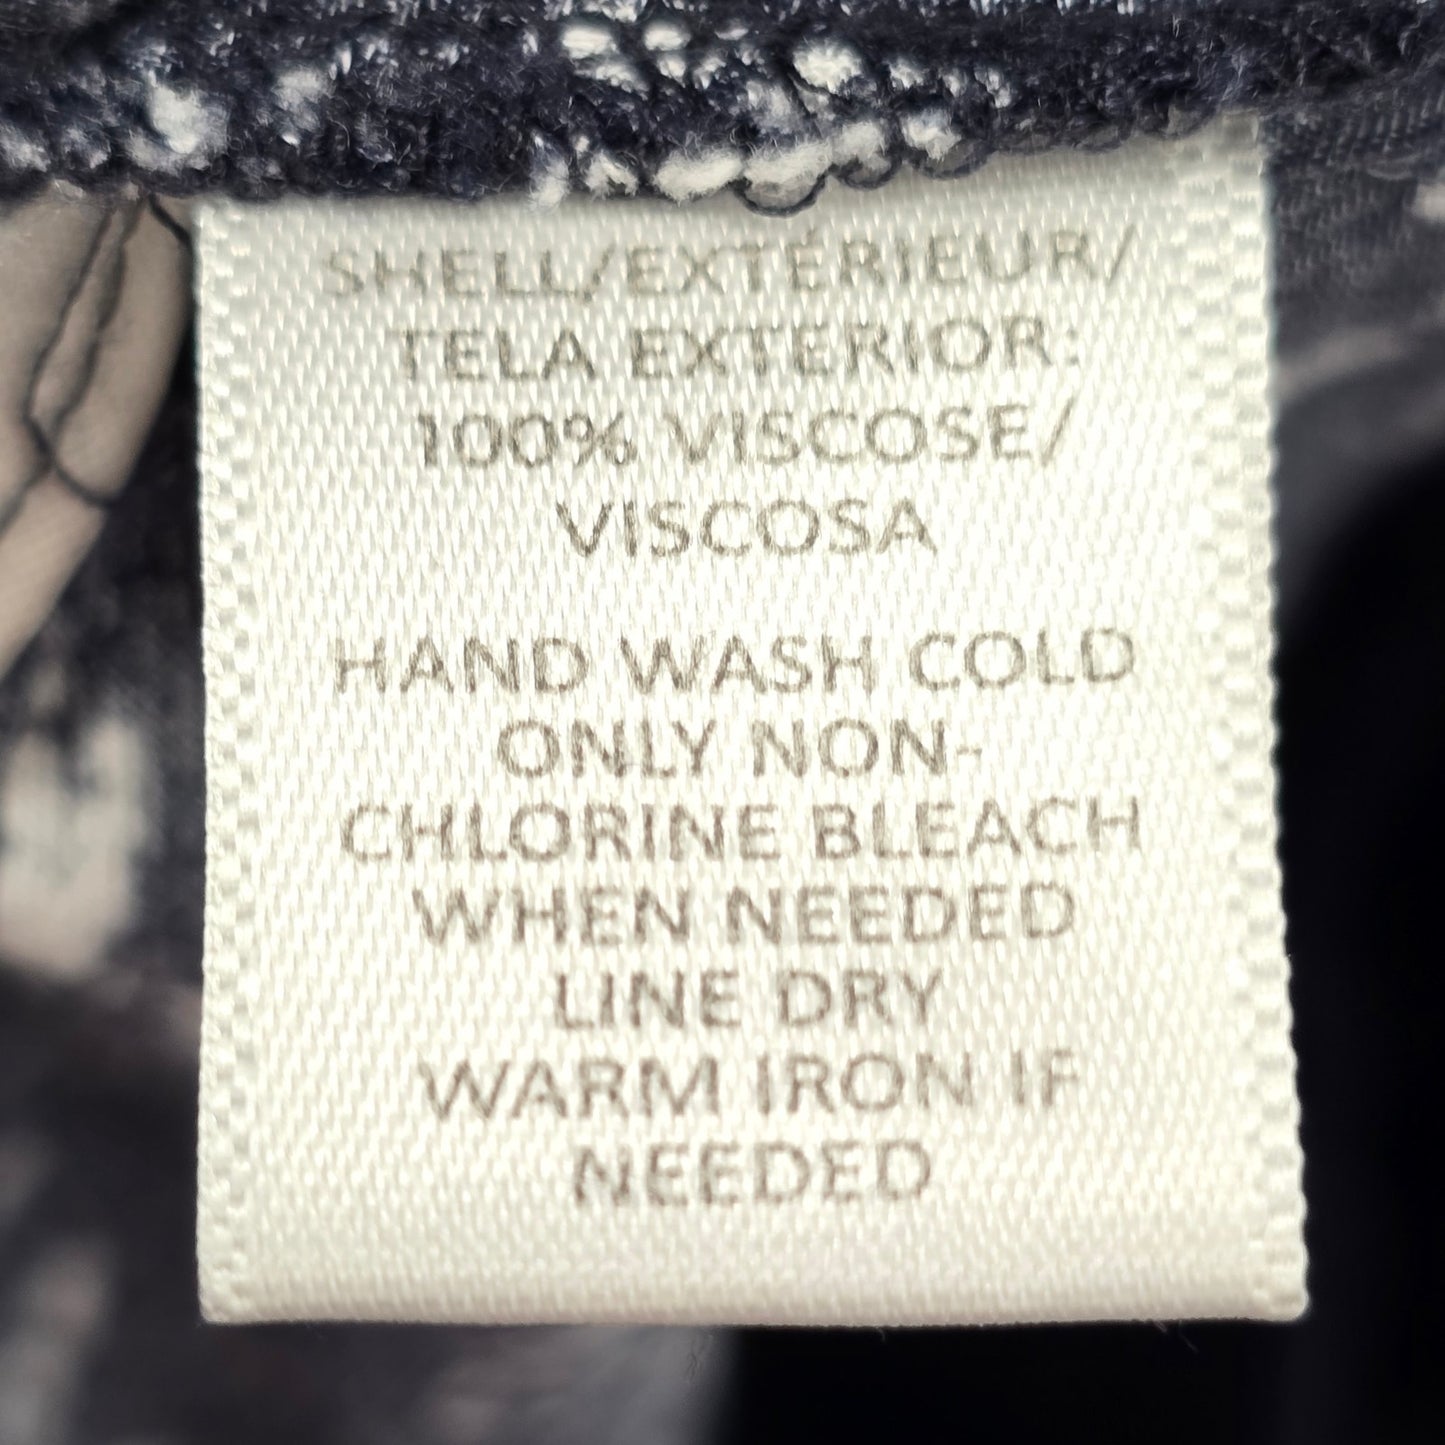 SHELL/EXTÉRIEUR/
TELA EXTERIOR:
100% VISCOSE/
VISCOSA
HAND WASH COLD
ONLY NON-
CHLORINE BLEACH
WHEN NEEDED
LINE DRY
WARM IRON IF
NEEDED